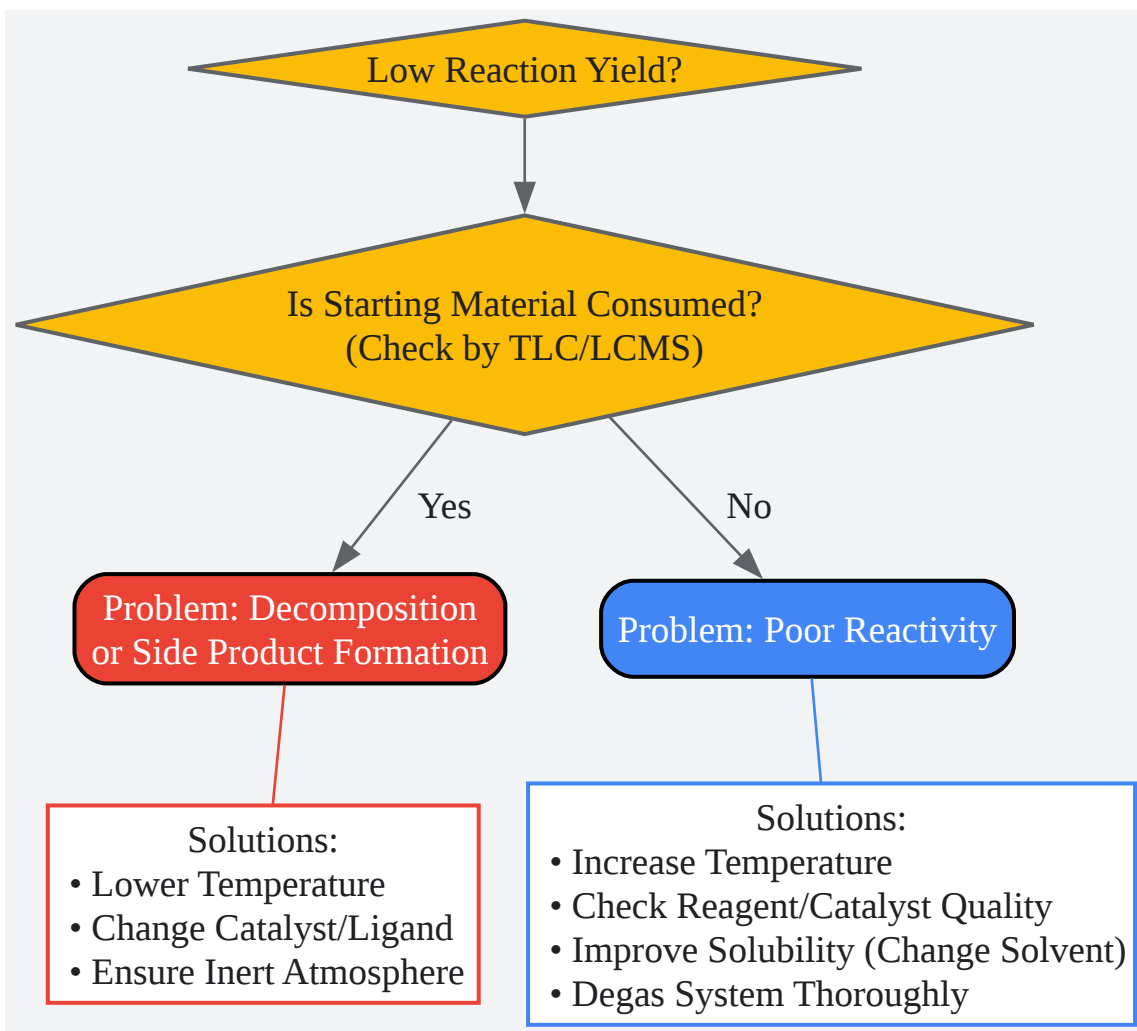 Low Reaction Yield?
Is Starting Material Consumed?
(Check by TLC/LCMS)
Yes
No
Problem: Decomposition
or Side Product Formation
Problem: Poor Reactivity
Solutions:
• Lower Temperature
• Change Catalyst/Ligand
• Ensure Inert Atmosphere
Solutions:
• Increase Temperature
• Check Reagent/Catalyst Quality
• Improve Solubility (Change Solvent)
• Degas System Thoroughly